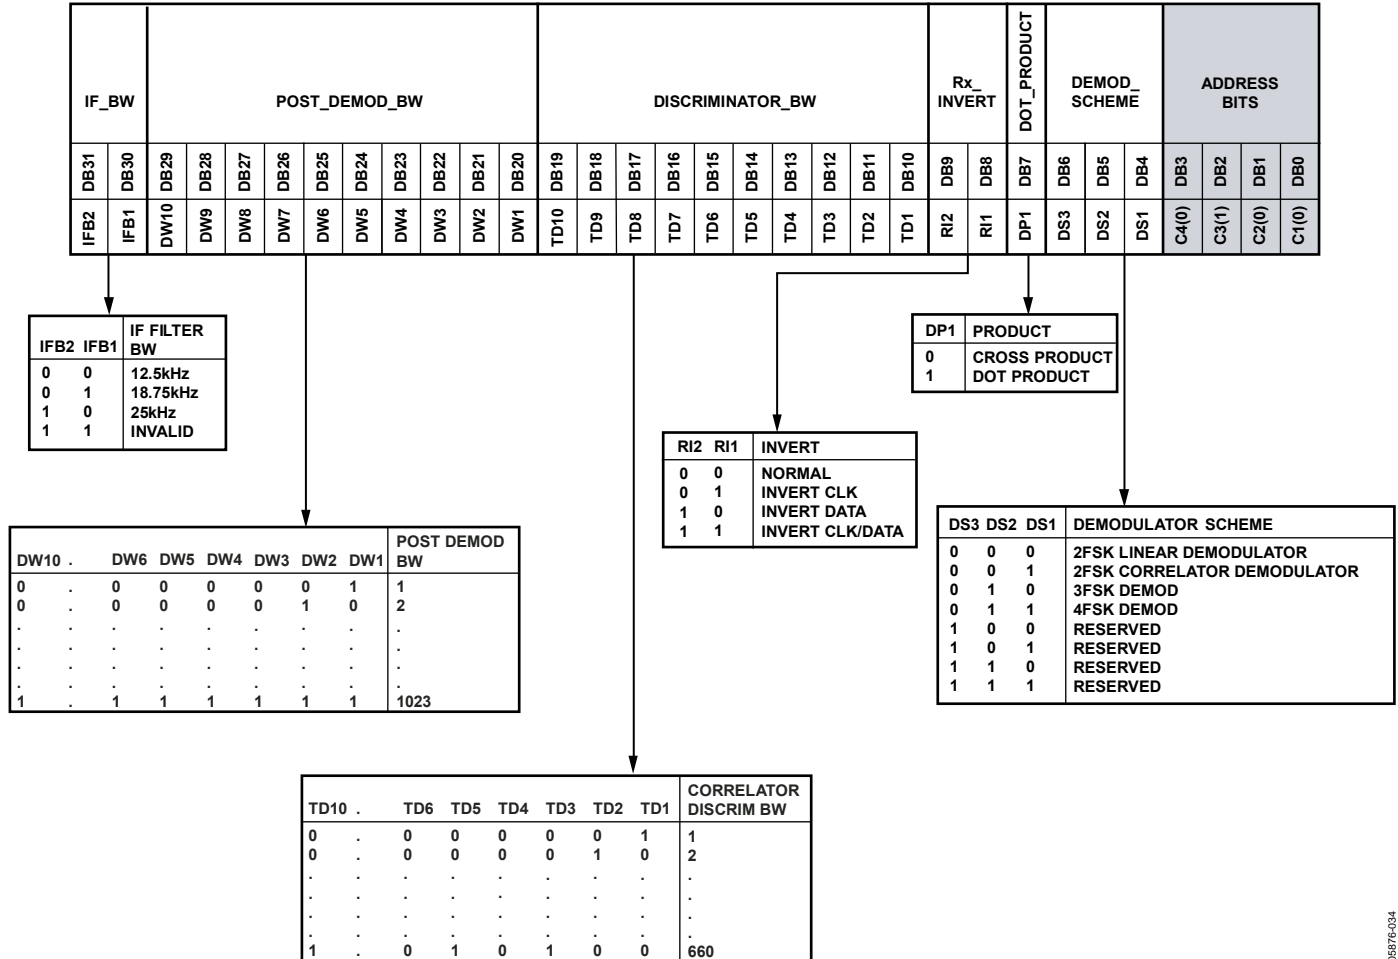 IF_BW
POST_DEMOD_BW
DISCRIMINATOR_BW
Rx_
INVERT
DOT_PRODUCT
DEMOD_
SCHEME
ADDRESS
BITS
DB31 DB30 DB29 DB28 DB27 DB26 DB25 DB24 DB23 DB22 DB21 DB20 DB19 DB18 DB17 DB16 DB15 DB14 DB13 DB12 DB11 DB10 DB9 DB8 DB7 DB6 DB5 DB4 DB3 DB2 DB1 DB0
IFB2 IFB1 DW10 DW9 DW8 DW7 DW6 DW5 DW4 DW3 DW2 DW1 TD10 TD9 TD8 TD7 TD6 TD5 TD4 TD3 TD2 TD1 RI2 RI1 DP1 DS3 DS2 DS1 C4(0) C3(1) C2(0) C1(0)
IFB2 IFB1 IF FILTER
BW
0 0 12.5kHz
0 1 18.75kHz
1 0 25kHz
1 1 INVALID
DP1 PRODUCT
0 CROSS PRODUCT
1 DOT PRODUCT
RI2 RI1 INVERT
0 0 NORMAL
0 1 INVERT CLK
1 0 INVERT DATA
1 1 INVERT CLK/DATA
DS3 DS2 DS1 DEMODULATOR SCHEME
0 0 0 2FSK LINEAR DEMODULATOR
0 0 1 2FSK CORRELATOR DEMODULATOR
0 1 0 3FSK DEMOD
0 1 1 4FSK DEMOD
1 0 0 RESERVED
1 0 1 RESERVED
1 1 0 RESERVED
1 1 1 RESERVED
DW10 . DW6 DW5 DW4 DW3 DW2 DW1 POST DEMOD
BW
0 . 0 0 0 0 0 1 1
0 . 0 0 0 0 1 0 2
. . . . . . . . .
. . . . . . . . .
. . . . . . . . .
. . . . . . . . .
1 . 1 1 1 1 1 1 1023
TD10 . TD6 TD5 TD4 TD3 TD2 TD1 CORRELATOR
DISCRIM BW
0 . 0 0 0 0 0 1 1
0 . 0 0 0 0 1 0 2
. . . . . . . . .
. . . . . . . . .
. . . . . . . . .
. . . . . . . . .
1 . 0 1 0 1 0 0 660
05876-034